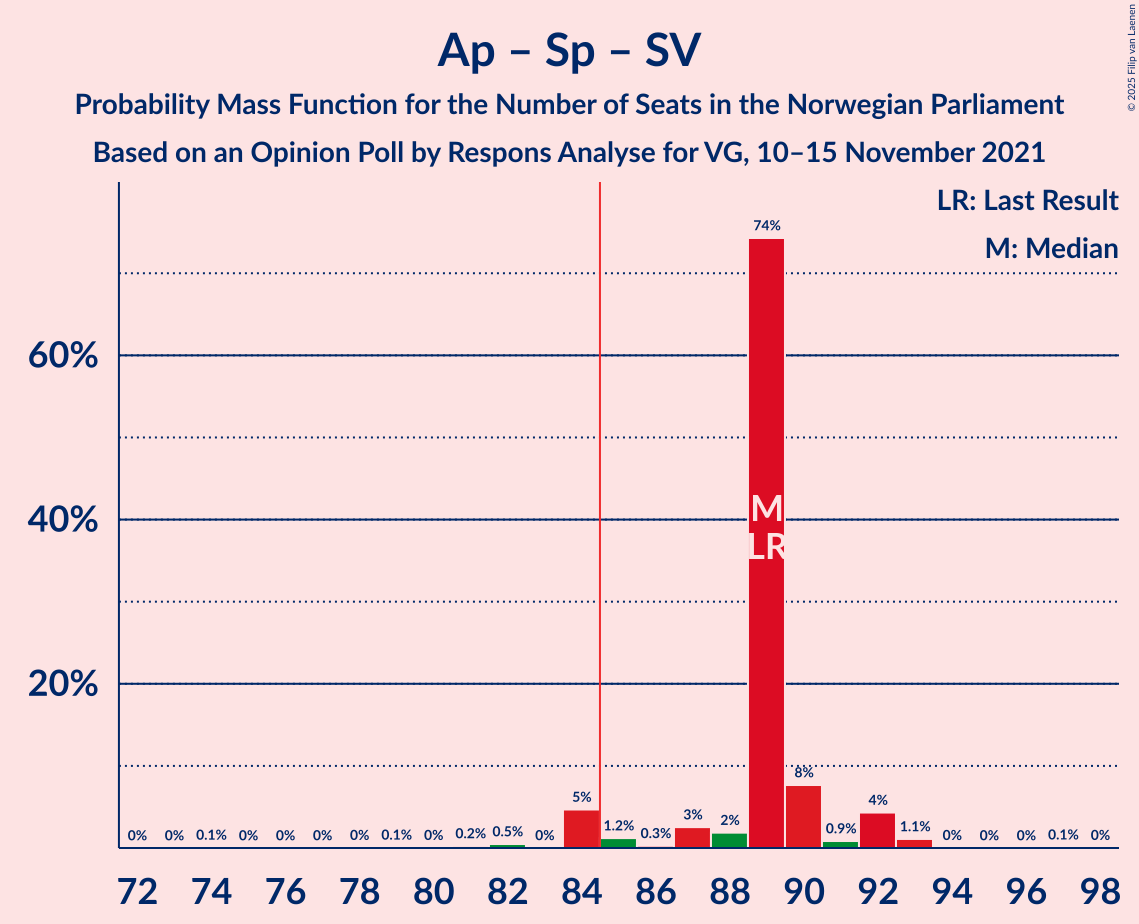 Ap – Sp – SV
Probability Mass Function for the Number of Seats in the Norwegian Parliament
Based on an Opinion Poll by Respons Analyse for VG, 10–15 November 2021
© 2025 Filip van Laenen
LR: Last Result
M: Median
60%
40%
20%
0% 0% 0.1% 0% 0% 0% 0% 0.1% 0% 0.2% 0.5% 0% 5% 1.2% 0.3% 3% 2% 74% 8% 0.9% 4% 1.1% 0% 0% 0% 0.1% 0%
M
LR
72 74 76 78 80 82 84 86 88 90 92 94 96 98